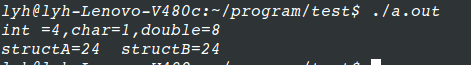 lyh@lyh-Lenovo-V480c:~/program/test$ ./a.out
int =4,char=1,double=8
structA=24  structB=24